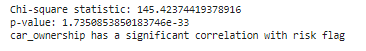 Chi-square statistic: 145.42374419378916
p-value: 1.7350853850183746e-33
car_ownership has a significant correlation with risk flag